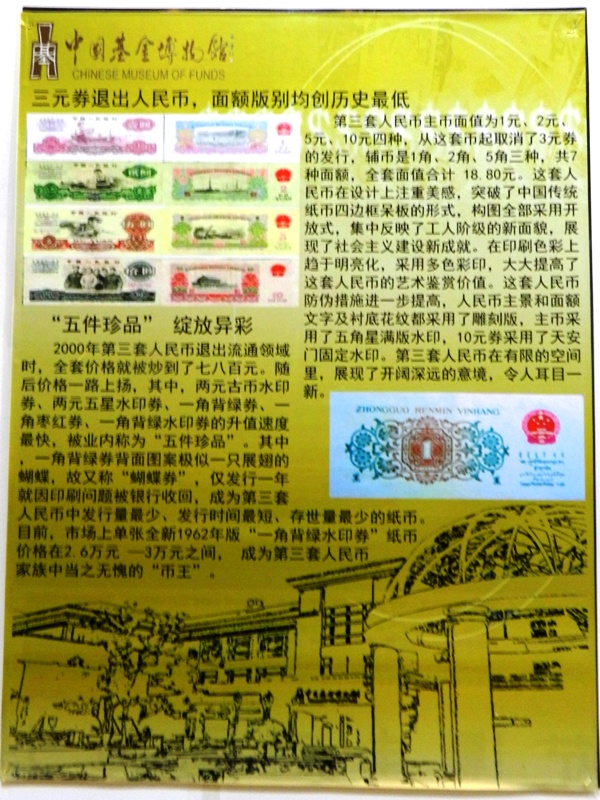 中国基金博物馆
CHINESE MUSEUM OF FUNDS
三元券退出人民币，面额版别均创历史最低
第三套人民币主币面值为1元、2元、
5元、10元四种，从这套币起取消了3元券
的发行，辅币是1角、2角、5角三种，共7
种面额，全套面值合计 18.80元。这套人
民币在设计上注重美感，突破了中国传统
纸币四边框呆板的形式，构图全部采用开
放式，集中反映了工人阶级的新面貌，展
现了社会主义建设新成就。在印刷色彩上
趋于明亮化，采用多色彩印，大大提高了
这套人民币的艺术鉴赏价值。这套人民币
防伪措施进一步提高，人民币主景和面额
文字及衬底花纹都采用了雕刻版，主币采
用了五角星满版水印，10元券采用了天安
门固定水印。第三套人民币在有限的空间
里，展现了开阔深远的意境，令人耳目一
新。
“五件珍品” 绽放异彩
2000年第三套人民币退出流通领域
时，全套价格就被炒到了七八百元。随
后价格一路上扬，其中，两元古币水印
券、两元五星水印券、一角背绿券、一
角枣红券、一角背绿水印券的升值速度
最快，被业内称为“五件珍品”。其中
，一角背绿券背面图案极似一只展翅的
蝴蝶，故又称“蝴蝶券”，仅发行一年
就因印刷问题被银行收回，成为第三套
人民币中发行量最少、发行时间最短、存世量最少的纸币。
目前，市场上单张全新1962年版“一角背绿水印券”纸币
价格在2.6万元 —3万元之间， 成为第三套人民币
家族中当之无愧的“币王”。
ZHONGGUO RENMIN YINHANG
1